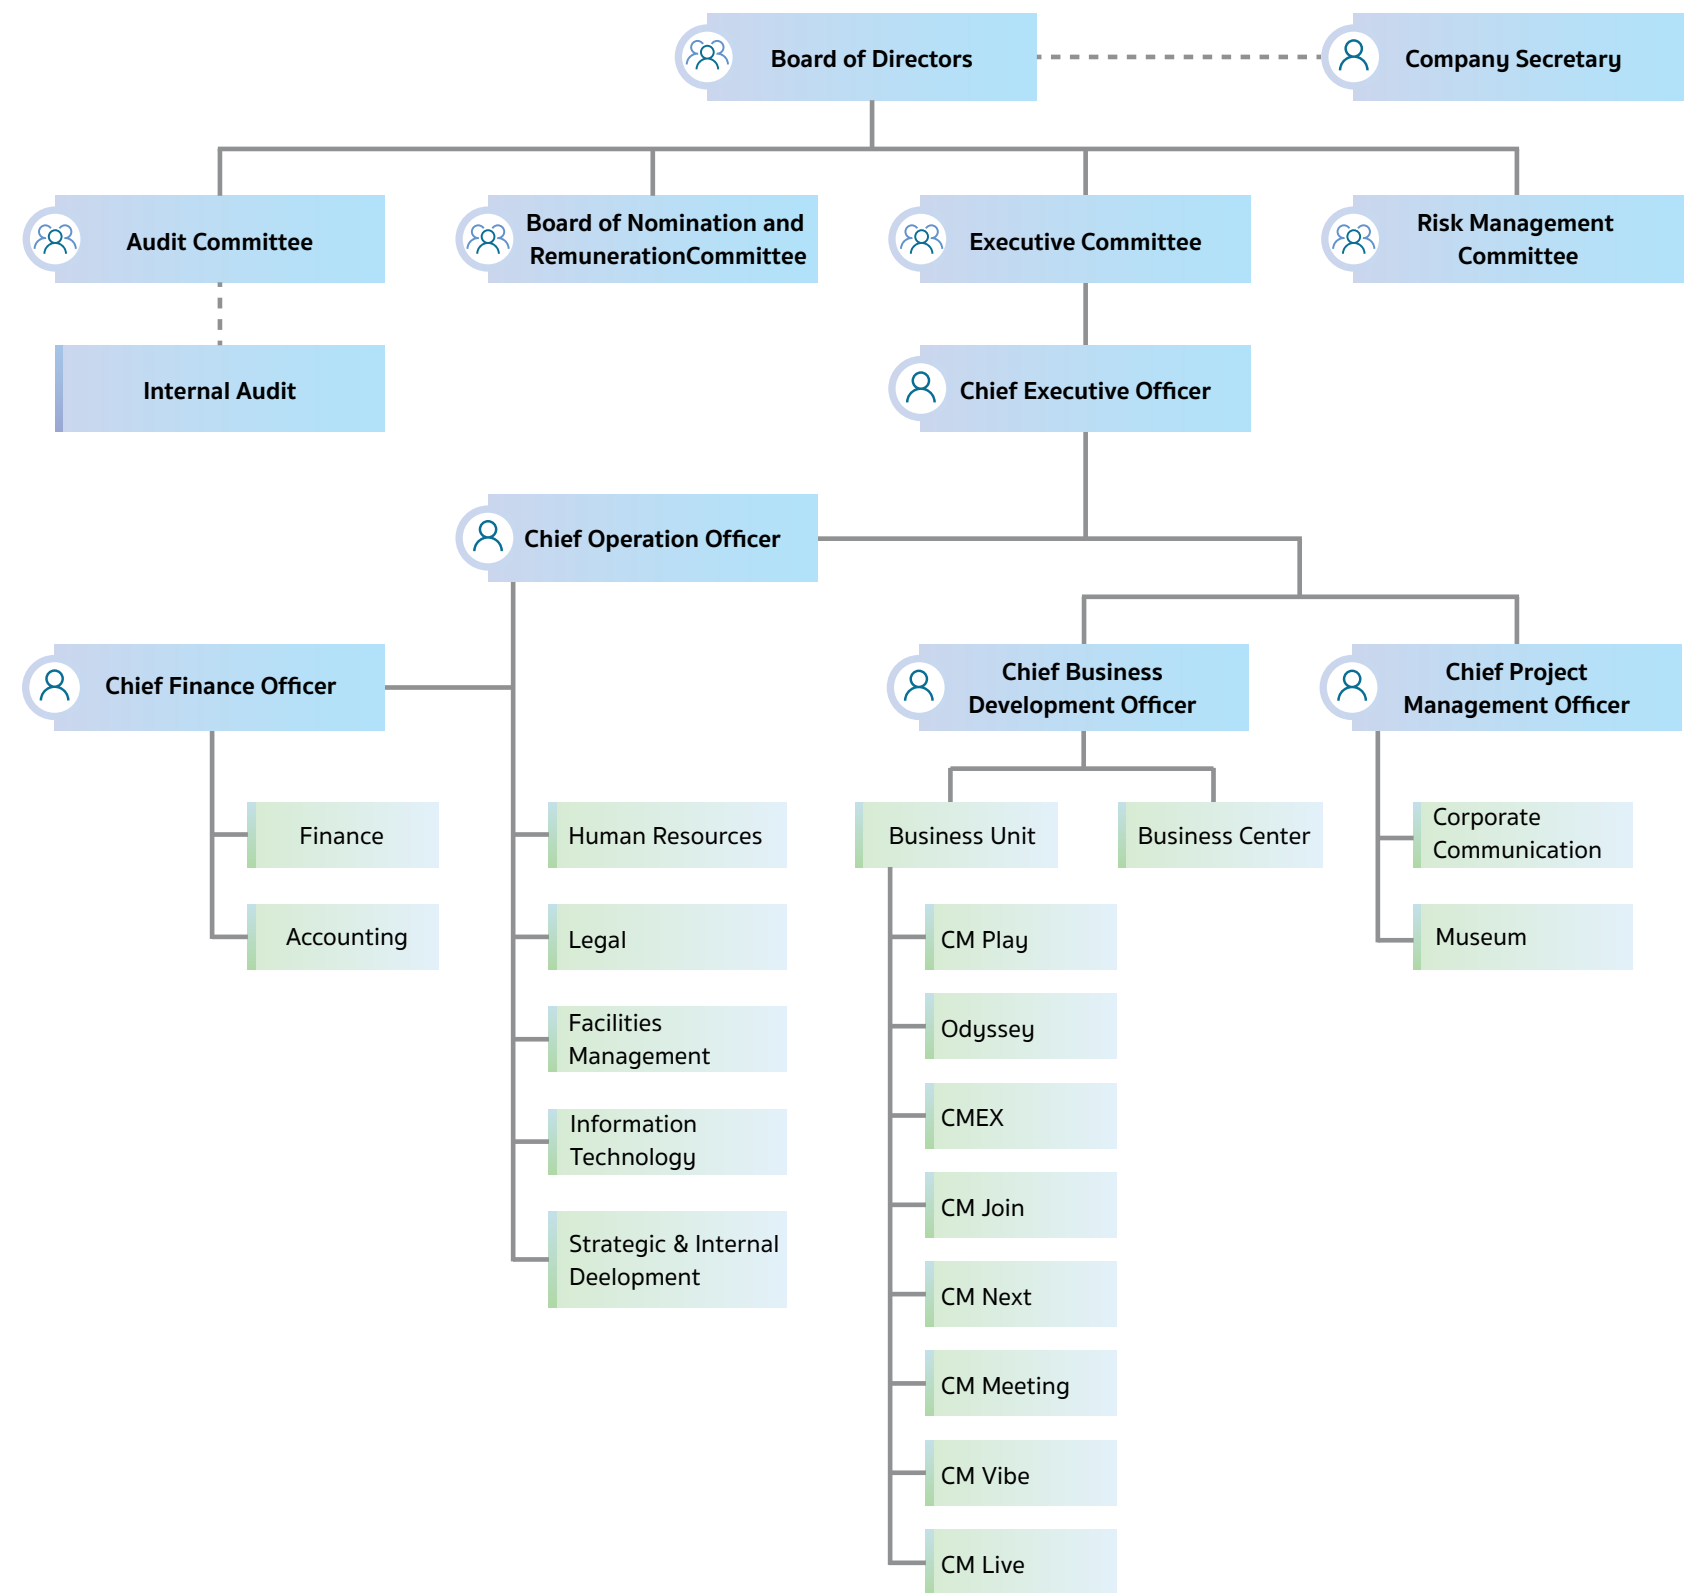 Board of Directors
Company Secretary
Audit Committee
Board of Nomination and
RemunerationCommittee
Executive Committee
Risk Management
Committee
Internal Audit
Chief Executive Officer
Chief Operation Officer
Chief Finance Officer
Chief Business
Development Officer
Chief Project
Management Officer
Finance
Accounting
Human Resources
Legal
Facilities
Management
Information
Technology
Strategic & Internal
Deelopment
Business Unit
Business Center
CM Play
Odyssey
CMEX
CM Join
CM Next
CM Meeting
CM Vibe
CM Live
Corporate
Communication
Museum